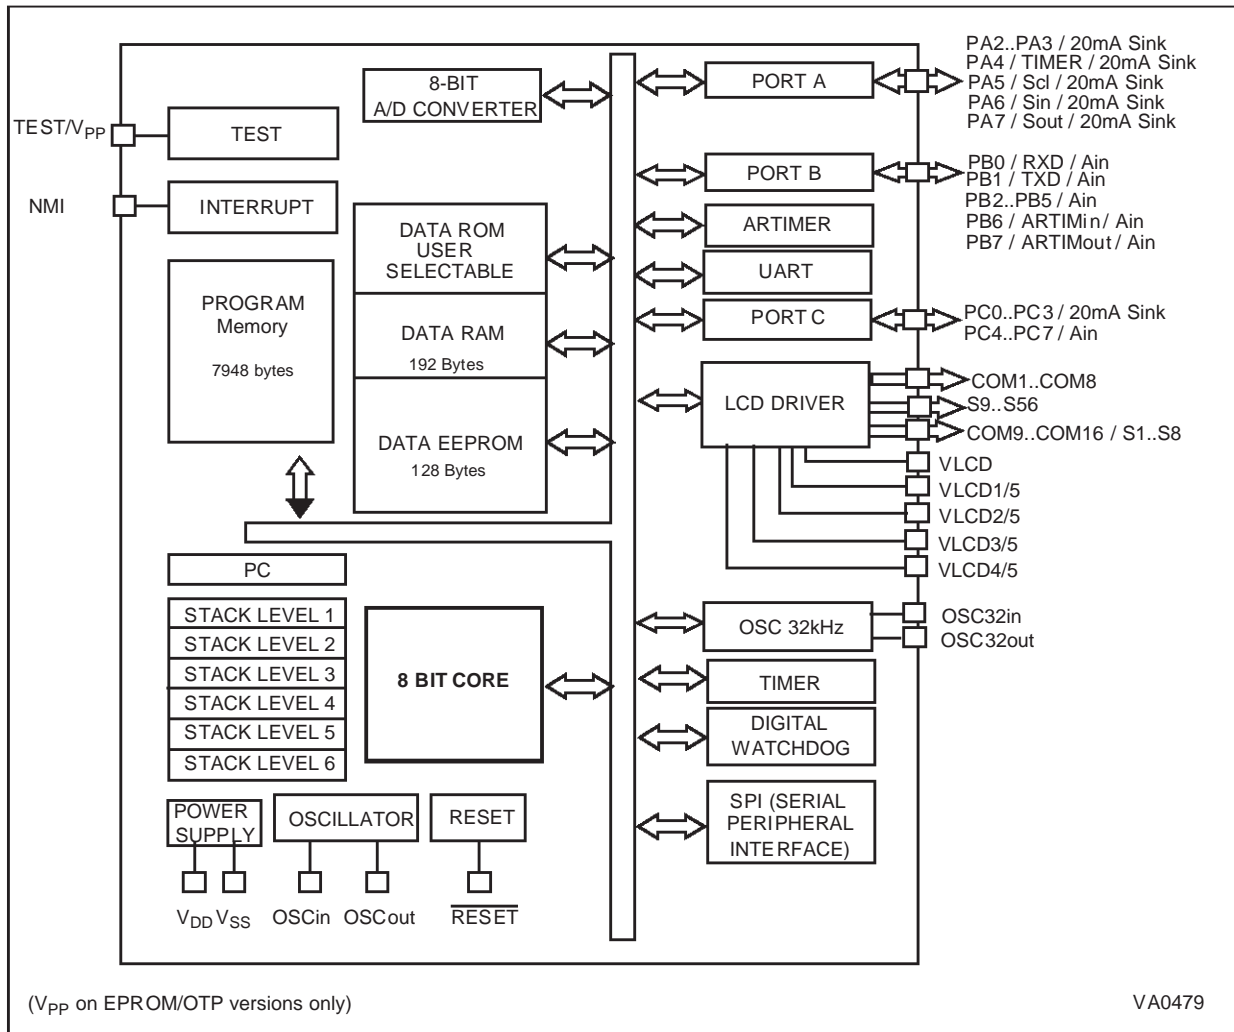 PA2..PA3 / 20mA Sink
PA4 / TIMER / 20mA Sink
PA5 / Scl / 20mA Sink
PA6 / Sin / 20mA Sink
PA7 / Sout / 20mA Sink
8-BIT
A/D CONVERTER
PORT A
TEST/VPP
TEST
PORT B
PB0 / RXD / Ain
PB1 / TXD / Ain
PB2..PB5 / Ain
PB6 / ARTIMin / Ain
PB7 / ARTIMout / Ain
NMI
INTERRUPT
DATA ROM
USER
SELECTABLE
ARTIMER
UART
PROGRAM
Memory
7948 bytes
DATA RAM
192 Bytes
PORT C
PC0..PC3 / 20mA Sink
PC4..PC7 / Ain
LCD DRIVER
COM1..COM8
S9..S56
COM9..COM16 / S1..S8
DATA EEPROM
128 Bytes
VLCD
VLCD1/5
VLCD2/5
VLCD3/5
VLCD4/5
PC
STACK LEVEL 1
STACK LEVEL 2
STACK LEVEL 3
STACK LEVEL 4
STACK LEVEL 5
STACK LEVEL 6
8 BIT CORE
OSC 32kHz
OSC32in
OSC32out
TIMER
DIGITAL
WATCHDOG
SPI (SERIAL
PERIPHERAL
INTERFACE)
POWER
SUPPLY
OSCILLATOR
RESET
VDD VSS
OSCin
OSCout
RESET
(VPP on EPROM/OTP versions only)
VA0479